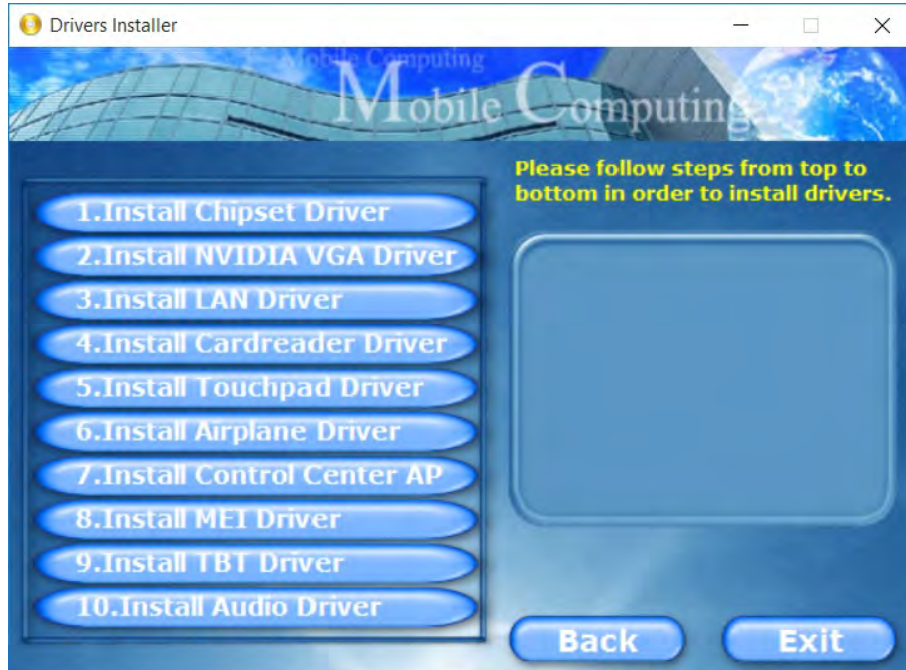 Drivers Installer
Mobile Computing
Mobile Computing
Please follow steps from top to
bottom in order to install drivers.
1.Install Chipset Driver
2.Install NVIDIA VGA Driver
3.Install LAN Driver
4.Install Cardreader Driver
5.Install Touchpad Driver
6.Install Airplane Driver
7.Install Control Center AP
8.Install MEI Driver
9.Install TBT Driver
10.Install Audio Driver
Back
Exit